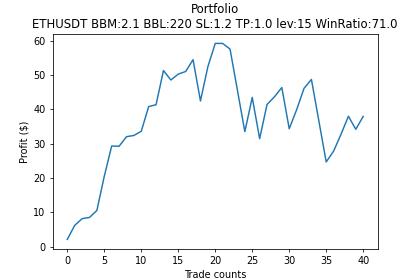 Portfolio
ETHUSDT BBM:2.1 BBL:220 SL:1.2 TP:1.0 lev:15 WinRatio:71.0
60
50
40
30
20
10
0
Profit ($)
0 5 10 15 20 25 30 35 40
Trade counts